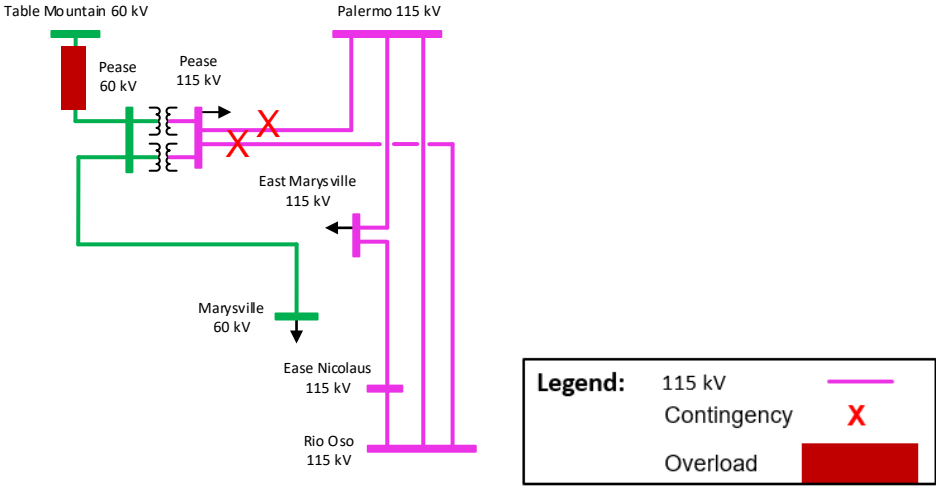 Table Mountain 60 kV
Palermo 115 kV
Pease
60 kV
Pease
115 kV
X
X
East Marysville
115 kV
Marysville
60 kV
Ease Nicolaus
115 kV
Rio Oso
115 kV
Legend:
115 kV
Contingency X
Overload